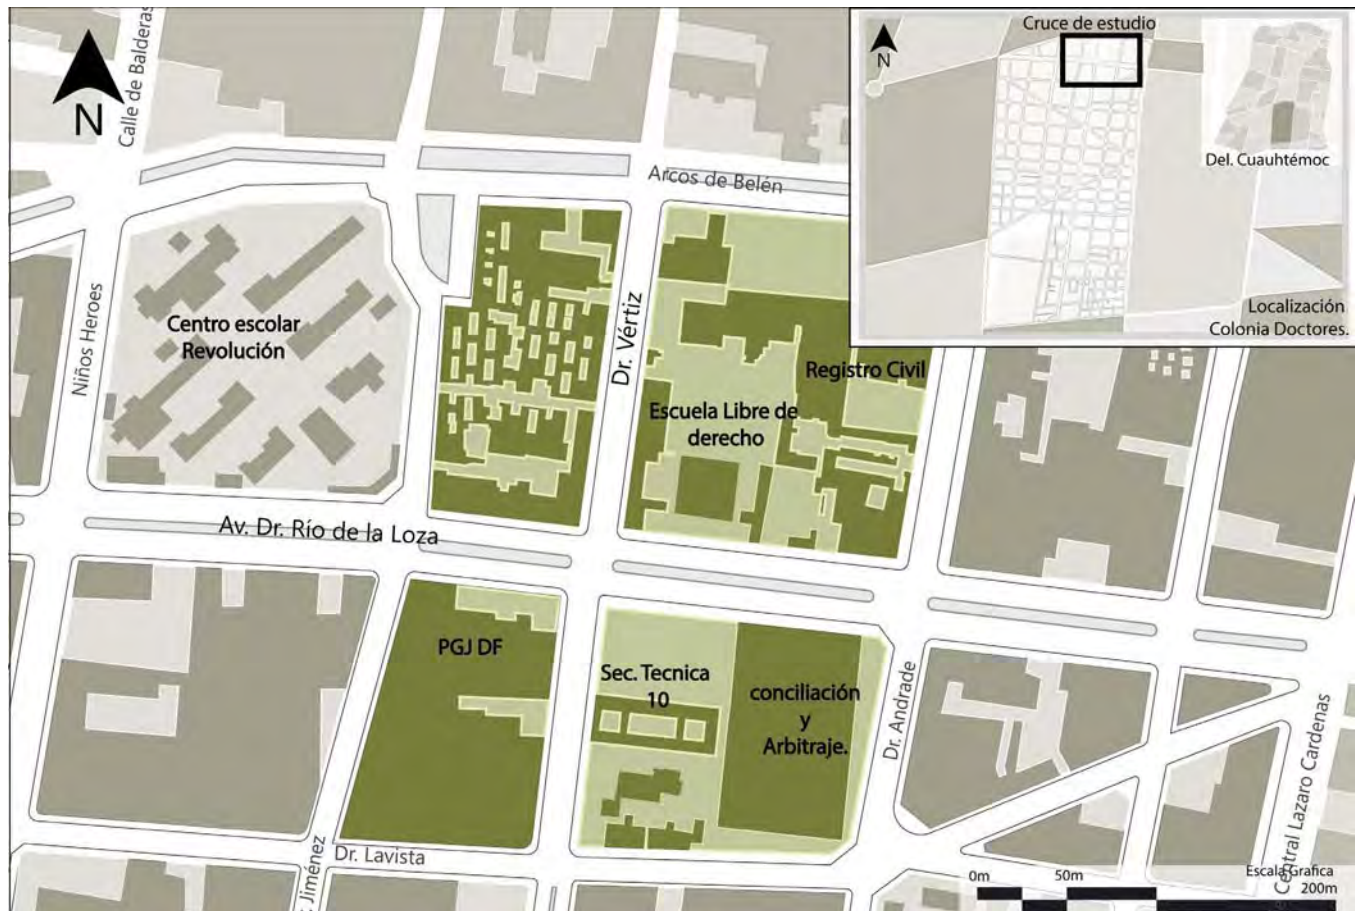 Cruce de estudio
N
Del. Cuauhtémoc
Localización
Colonia Doctores.
N
Calle de Balderas
Arcos de Belén
Niños Heroes
Centro escolar
Revolución
Dr. Vértiz
Registro Civil
Escuela Libre de
derecho
Av. Dr. Río de la Loza
PGJ DF
Sec. Tecnica
10
conciliación
y
Arbitraje.
Dr. Andrade
Central Lazaro Cardenas
Dr. Lavista
Jiménez
Escala Grafica
0m
50m
200m